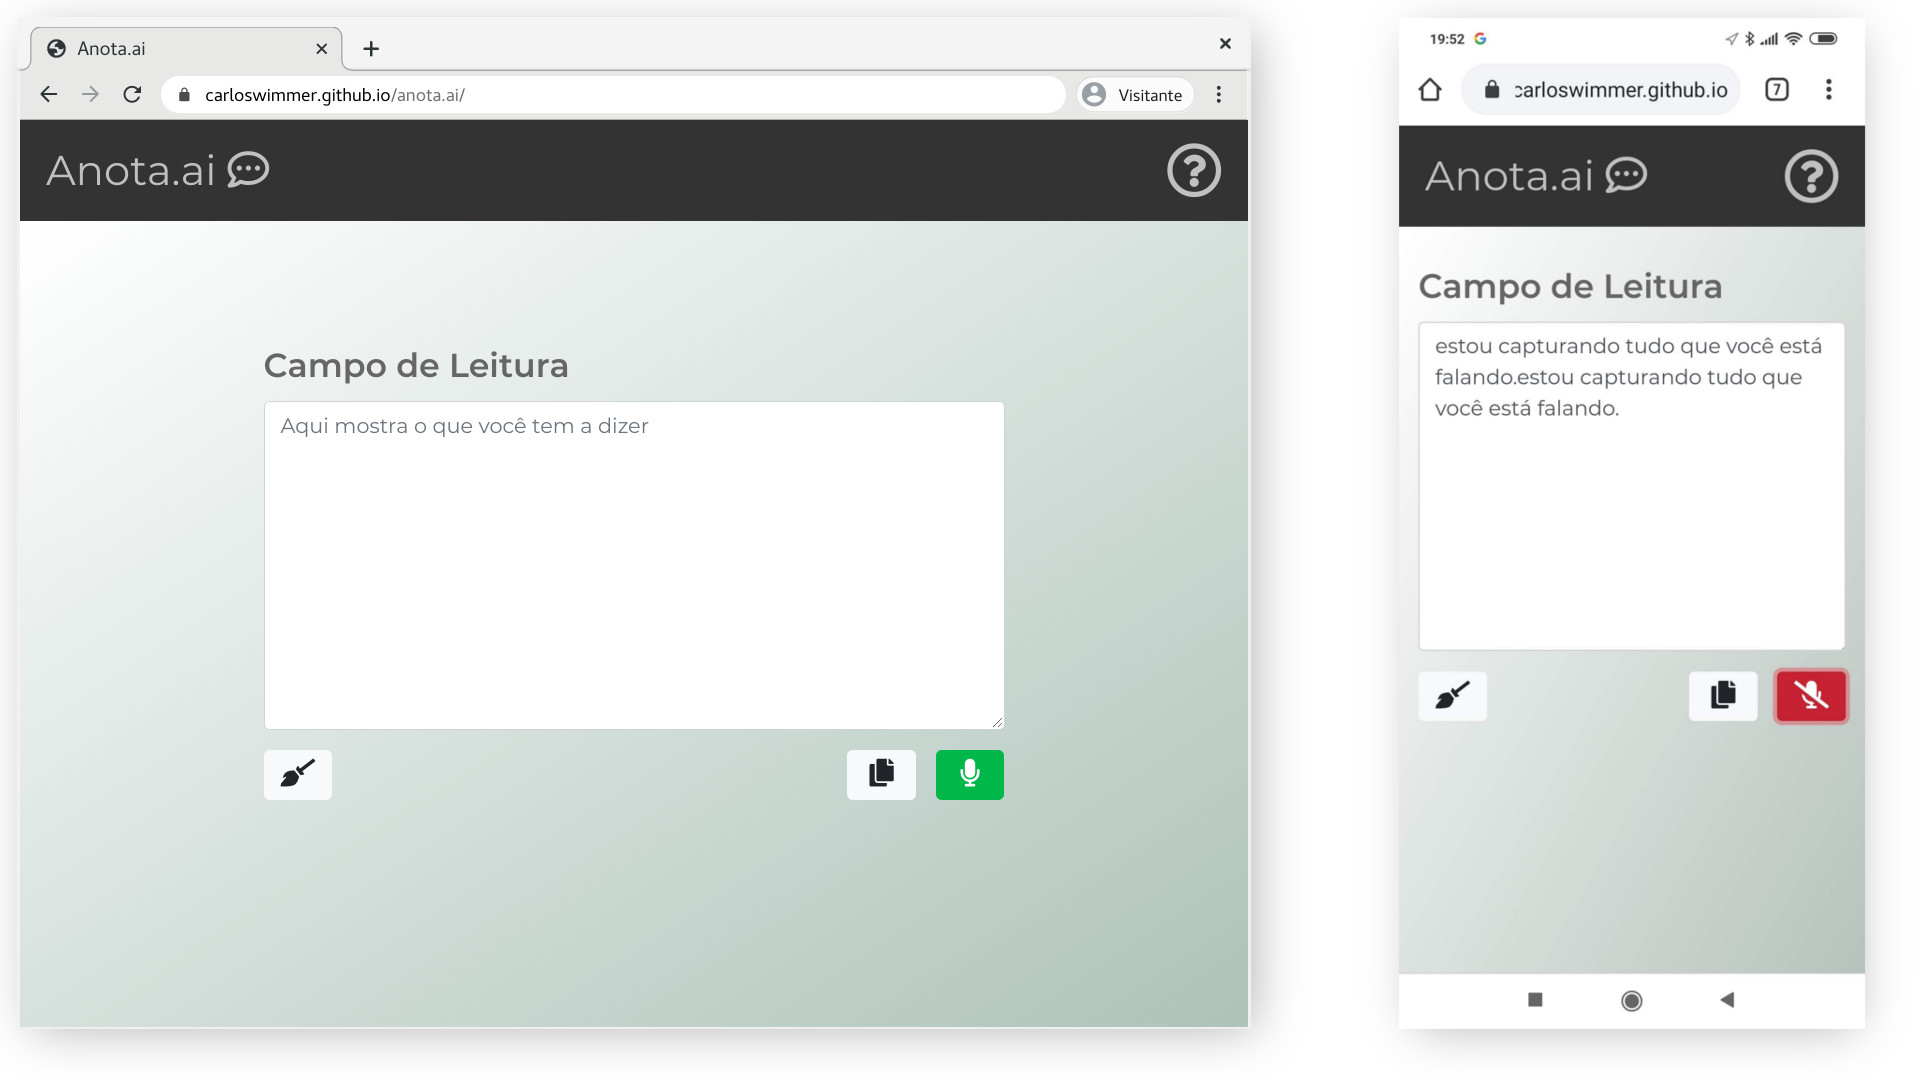 Anota.ai
carloswimmer.github.io/anota.ai/
Visitante
Anota.ai
Campo de Leitura
Aqui mostra o que você tem a dizer
19:52
carloswimmer.github.io
7
Anota.ai
Campo de Leitura
estou capturando tudo que você está
falando.estou capturando tudo que
você está falando.